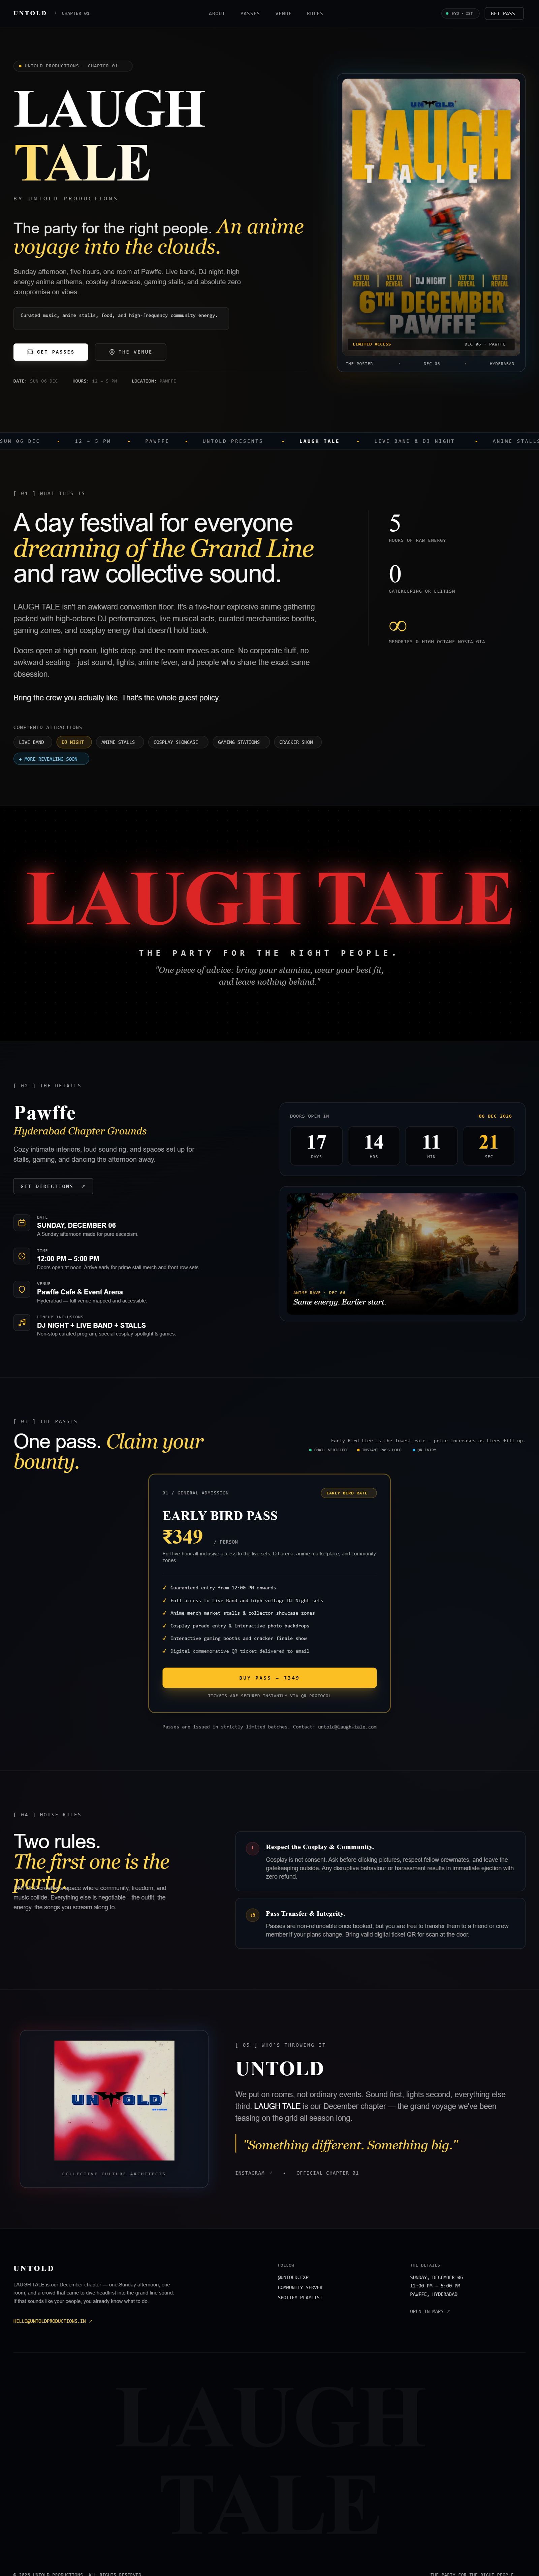 UNTOLD / CHAPTER 01
ABOUT PASSES VENUE RULES
HYD — IST
GET PASS
UNTOLD PRODUCTIONS · CHAPTER 01
LAUGH
TALE
BY UNTOLD PRODUCTIONS
The party for the right people. An anime
voyage into the clouds.
Sunday afternoon, five hours, one room at Pawffe. Live band, DJ night, high
energy anime anthems, cosplay showcase, gaming stalls, and absolute zero
compromise on vibes.
Curated music, anime stalls, food, and high-frequency community energy.
GET PASSES
THE VENUE
DATE: SUN 06 DEC HOURS: 12 – 5 PM LOCATION: PAWFFE
UNTOLD
LAUGH
TALE
YET TO REVEAL
YET TO REVEAL
DJ NIGHT
YET TO REVEAL
YET TO REVEAL
6TH DECEMBER
PAWFFE
LIMITED ACCESS DEC 06 · PAWFFE
THE POSTER • DEC 06 • HYDERABAD
SUN 06 DEC ✦ 12 – 5 PM ✦ PAWFFE ✦ UNTOLD PRESENTS ✦ LAUGH TALE ✦ LIVE BAND & DJ NIGHT ✦ ANIME STALLS
[ 01 ] WHAT THIS IS
A day festival for everyone
dreaming of the Grand Line
and raw collective sound.
LAUGH TALE isn't an awkward convention floor. It's a five-hour explosive anime gathering
packed with high-octane DJ performances, live musical acts, curated merchandise booths,
gaming zones, and cosplay energy that doesn't hold back.
Doors open at high noon, lights drop, and the room moves as one. No corporate fluff, no
awkward seating—just sound, lights, anime fever, and people who share the exact same
obsession.
Bring the crew you actually like. That's the whole guest policy.
CONFIRMED ATTRACTIONS
LIVE BAND
DJ NIGHT
ANIME STALLS
COSPLAY SHOWCASE
GAMING STATIONS
CRACKER SHOW
+ MORE REVEALING SOON
5
HOURS OF RAW ENERGY
0
GATEKEEPING OR ELITISM
∞
MEMORIES & HIGH-OCTANE NOSTALGIA
LAUGH TALE
THE PARTY FOR THE RIGHT PEOPLE.
"One piece of advice: bring your stamina, wear your best fit,
and leave nothing behind."
[ 02 ] THE DETAILS
Pawffe
Hyderabad Chapter Grounds
Cozy intimate interiors, loud sound rig, and spaces set up for
stalls, gaming, and dancing the afternoon away.
GET DIRECTIONS ↗
DATE
SUNDAY, DECEMBER 06
A Sunday afternoon made for pure escapism
TIME
12:00 PM – 5:00 PM
Doors open at noon. Arrive early for prime stall merch and front-row sets.
VENUE
Pawffe Cafe & Event Arena
Hyderabad — full venue mapped and accessible.
LINEUP INCLUSIONS
DJ NIGHT + LIVE BAND + STALLS
Non-stop curated program, special cosplay spotlight & games.
DOORS OPEN IN
06 DEC 2026
17 14 11 21
DAYS HRS MIN SEC
ANIME RAVE · DEC 06
Same energy. Earlier start.
[ 03 ] THE PASSES
One pass. Claim your
bounty.
Early Bird tier is the lowest rate — price increases as tiers fill up.
EMAIL VERIFIED INSTANT PASS HOLD QR ENTRY
01 / GENERAL ADMISSION
EARLY BIRD RATE
EARLY BIRD PASS
₹349 / PERSON
Full five-hour all-inclusive access to the live sets, DJ arena, anime marketplace, and community
zones.
✓ Guaranteed entry from 12:00 PM onwards
✓ Full access to Live Band and high-voltage DJ Night sets
✓ Anime merch market stalls & collector showcase zones
✓ Cosplay parade entry & interactive photo backdrops
✓ Interactive gaming booths and cracker finale show
✓ Digital commemorative QR ticket delivered to email
BUY PASS — ₹349
TICKETS ARE SECURED INSTANTLY VIA QR PROTOCOL
Passes are issued in strictly limited batches. Contact: untold@laugh-tale.com
[ 04 ] HOUSE RULES
Two rules.
The first one is the
party.
space where community, freedom, and
music collide. Everything else is negotiable—the outfit, the
energy, the songs you scream along to.
!
Respect the Cosplay & Community.
Cosplay is not consent. Ask before clicking pictures, respect fellow crewmates, and leave the
gatekeeping outside. Any disruptive behaviour or harassment results in immediate ejection with
zero refund.
↺
Pass Transfer & Integrity.
Passes are non-refundable once booked, but you are free to transfer them to a friend or crew
member if your plans change. Bring valid digital ticket QR for scan at the door.
UNTOLD
COLLECTIVE CULTURE ARCHITECTS
[ 05 ] WHO'S THROWING IT
UNTOLD
We put on rooms, not ordinary events. Sound first, lights second, everything else
third. LAUGH TALE is our December chapter — the grand voyage we've been
teasing on the grid all season long.
"Something different. Something big."
INSTAGRAM ↗ ✦ OFFICIAL CHAPTER 01
UNTOLD
LAUGH TALE is our December chapter — one Sunday afternoon, one
room, and a crowd that came to dive headfirst into the grand line sound.
If that sounds like your people, you already know what to do.
HELLO@UNTOLDPRODUCTIONS.IN ↗
FOLLOW
@UNTOLD.EXP
COMMUNITY SERVER
SPOTIFY PLAYLIST
THE DETAILS
SUNDAY, DECEMBER 06
12:00 PM – 5:00 PM
PAWFFE, HYDERABAD
OPEN IN MAPS ↗
LAUGH
TALE
© 2026 UNTOLD PRODUCTIONS. ALL RIGHTS RESERVED.
THE PARTY FOR THE RIGHT PEOPLE.